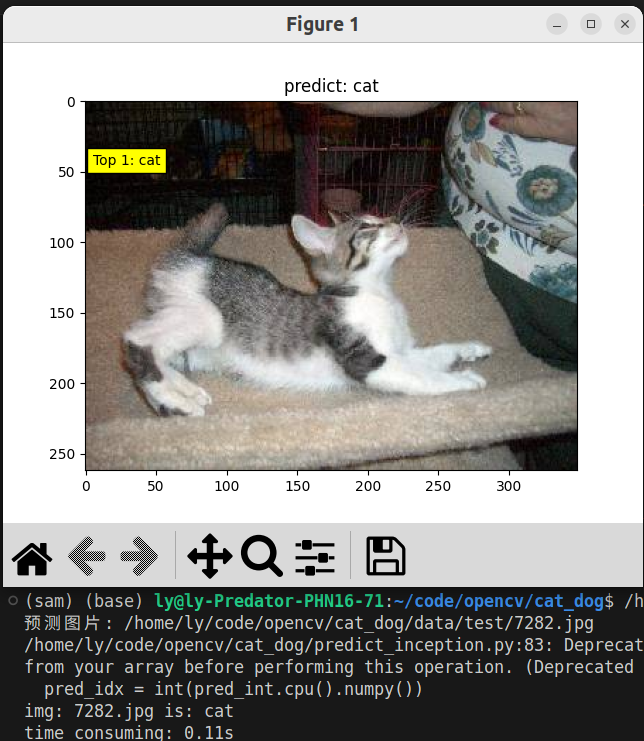 Figure 1
predict: cat
0
Top 1: cat
50
100
150
200
250
0 50 100 150 200 250 300
(sam) (base) ly@ly-Predator-PHN16-71:~/code/opencv/cat_dog$ /h
预测图片: /home/ly/code/opencv/cat_dog/data/test/7282.jpg
/home/ly/code/opencv/cat_dog/predict_inception.py:83: Deprecat
from your array before performing this operation. (Deprecated
pred_idx = int(pred_int.cpu().numpy())
img: 7282.jpg is: cat
time consuming: 0.11s